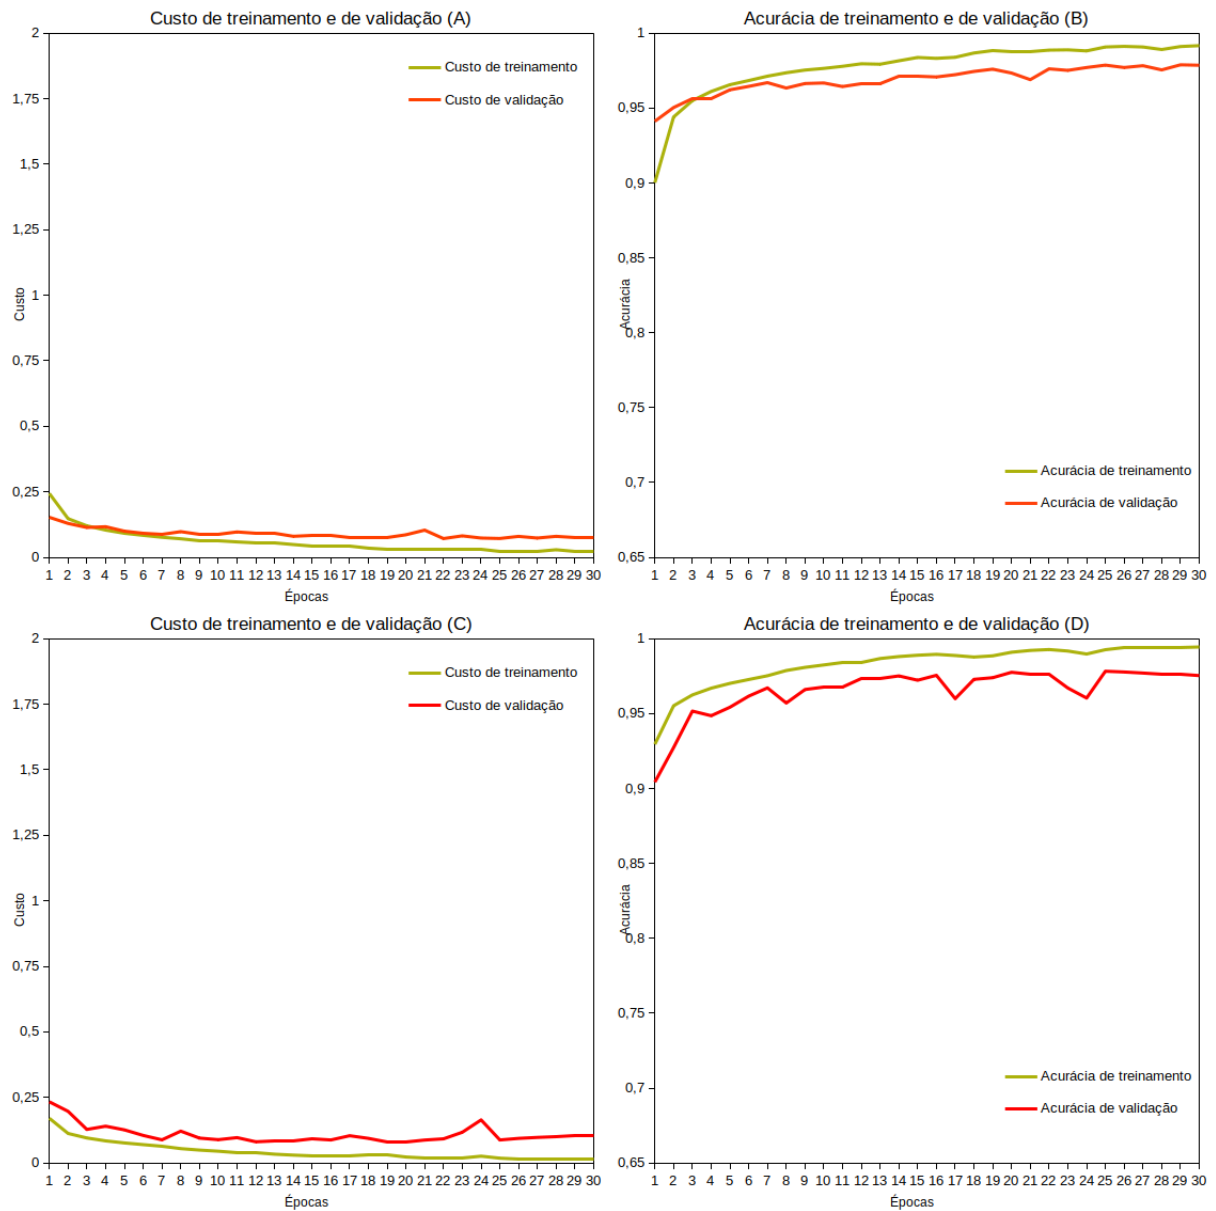 Custo de treinamento e de validação (A)
2
1,75
1,5
1,25
1
0,75
0,5
0,25
0
Custo
Custo de treinamento
Custo de validação
1 2 3 4 5 6 7 8 9 10 11 12 13 14 15 16 17 18 19 20 21 22 23 24 25 26 27 28 29 30
Épocas
Acurácia de treinamento e de validação (B)
1
0,95
0,9
0,85
0,8
0,75
0,7
0,65
Acurácia
Acurácia de treinamento
Acurácia de validação
1 2 3 4 5 6 7 8 9 10 11 12 13 14 15 16 17 18 19 20 21 22 23 24 25 26 27 28 29 30
Épocas
Custo de treinamento e de validação (C)
2
1,75
1,5
1,25
1
0,75
0,5
0,25
0
Custo
Custo de treinamento
Custo de validação
1 2 3 4 5 6 7 8 9 10 11 12 13 14 15 16 17 18 19 20 21 22 23 24 25 26 27 28 29 30
Épocas
Acurácia de treinamento e de validação (D)
1
0,95
0,9
0,85
0,8
0,75
0,7
0,65
Acurácia
Acurácia de treinamento
Acurácia de validação
1 2 3 4 5 6 7 8 9 10 11 12 13 14 15 16 17 18 19 20 21 22 23 24 25 26 27 28 29 30
Épocas